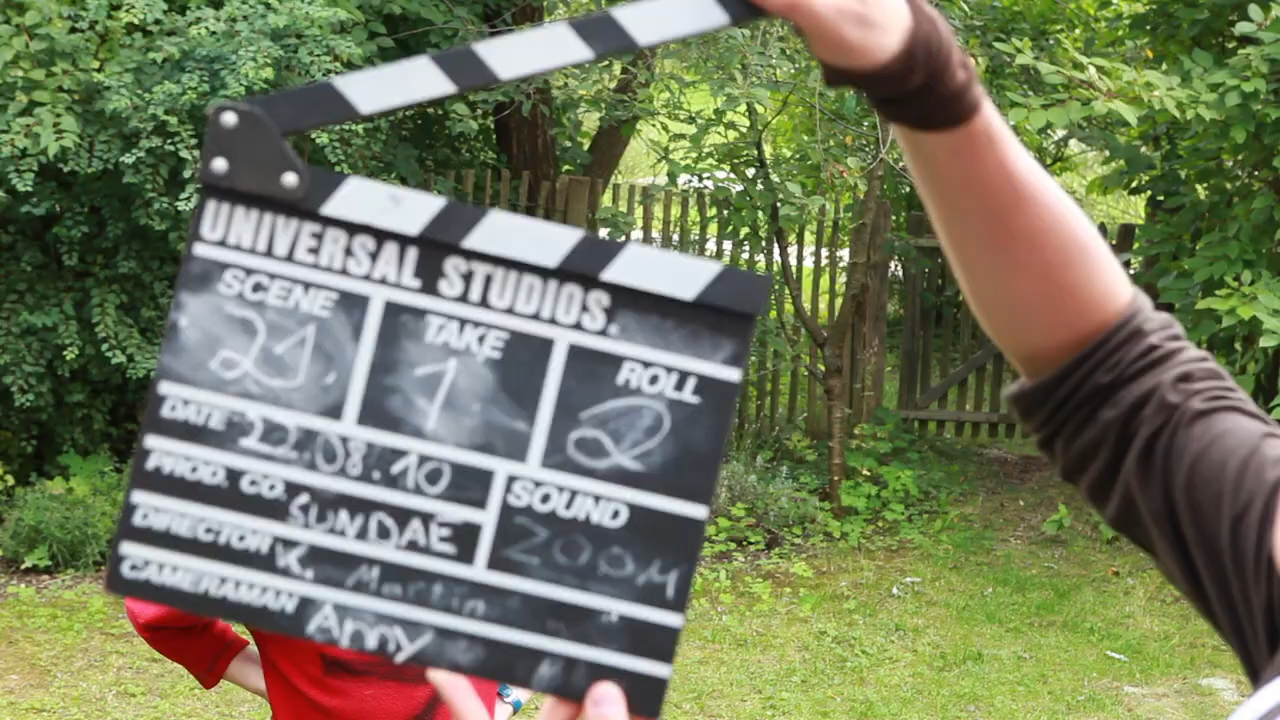 UNIVERSAL STUDIOS.
SCENE TAKE ROLL
21. 1 2
DATE 22.08.10
PROD. CO. SUNDAE
SOUND
ZOOM
DIRECTOR K. Martin
CAMERAMAN Amy